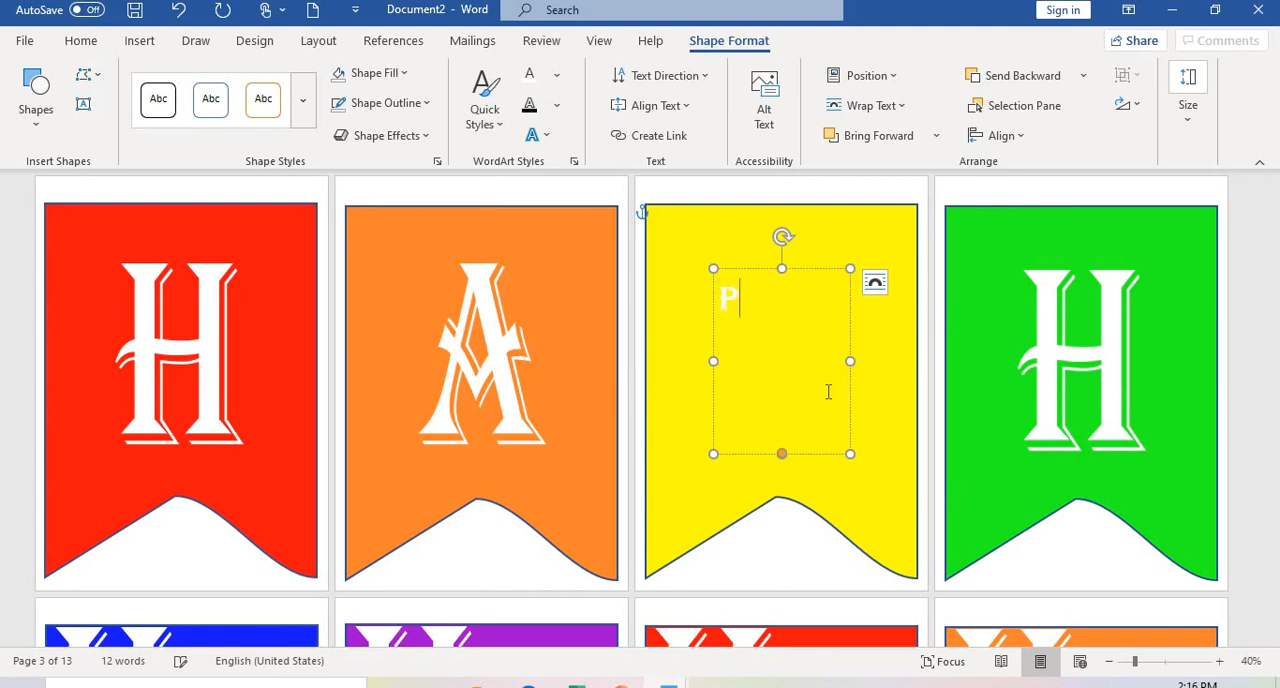 AutoSave Off Document2 - Word Search Sign in
File Home Insert Draw Design Layout References Mailings Review View Help Shape Format Share Comments
Shapes
Abc Abc Abc
Shape Fill
Shape Outline
Shape Effects
Quick Styles
A
A
A
Text Direction
Align Text
Create Link
Alt Text
Position
Wrap Text
Bring Forward
Send Backward
Selection Pane
Align
Size
Insert Shapes Shape Styles WordArt Styles Text Accessibility Arrange
H A P H
Page 3 of 13 12 words English (United States) Focus 40%
2:16 PM